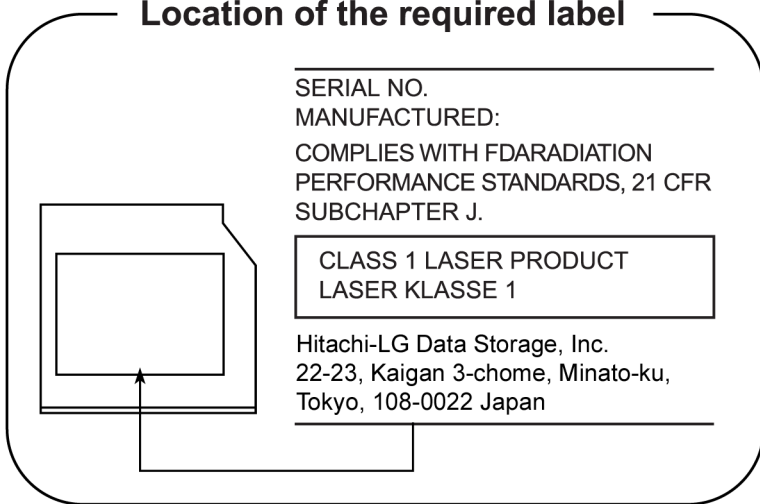 Location of the required label
SERIAL NO.
MANUFACTURED:
COMPLIES WITH FDARADIATION
PERFORMANCE STANDARDS, 21 CFR
SUBCHAPTER J.
CLASS 1 LASER PRODUCT
LASER KLASSE 1
Hitachi-LG Data Storage, Inc.
22-23, Kaigan 3-chome, Minato-ku,
Tokyo, 108-0022 Japan